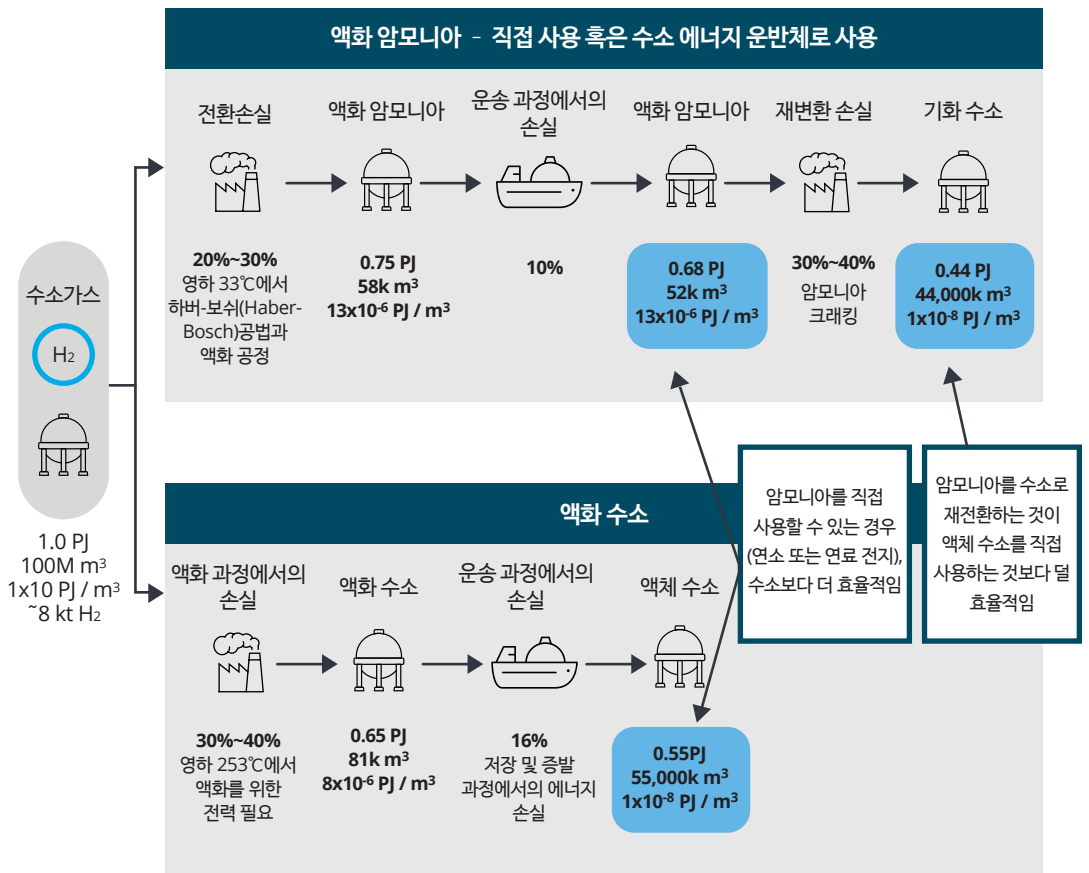 액화 암모니아 - 직접 사용 혹은 수소 에너지 운반체로 사용
전환손실
액화 암모니아
운송 과정에서의
손실
액화 암모니아
재변환 손실
기화 수소
20%~30%
영하 33℃에서
하버-보쉬(Haber-
Bosch)공법과
액화 공정
0.75 PJ
58k m³
13x10⁻⁶ PJ / m³
10%
0.68 PJ
52k m³
13x10⁻⁶ PJ / m³
30%~40%
암모니아
크래킹
0.44 PJ
44,000k m³
1x10⁻⁸ PJ / m³
수소가스
H₂
1.0 PJ
100M m³
1x10 PJ / m³
~8 kt H₂
액화 수소
액화 과정에서의
손실
액화 수소
운송 과정에서의
손실
액체 수소
30%~40%
영하 253℃에서
액화를 위한
전력 필요
0.65 PJ
81k m³
8x10⁻⁶ PJ / m³
16%
저장 및 증발
과정에서의 에너지
손실
0.55PJ
55,000k m³
1x10⁻⁸ PJ / m³
암모니아를 직접
사용할 수 있는 경우
(연소 또는 연료 전지),
수소보다 더 효율적임
암모니아를 수소로
재전환하는 것이
액체 수소를 직접
사용하는 것보다 덜
효율적임